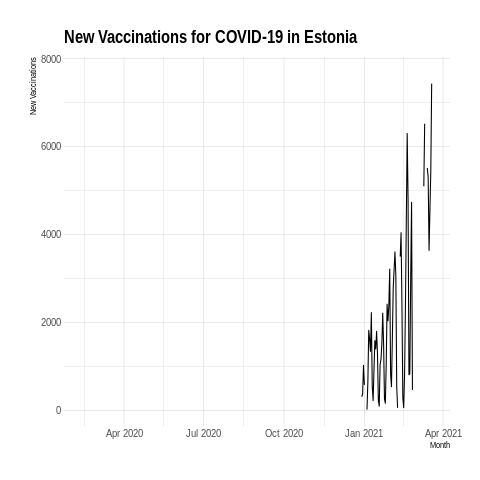 New Vaccinations for COVID-19 in Estonia
New Vaccinations
8000
6000
4000
2000
0
Apr 2020 Jul 2020 Oct 2020 Jan 2021 Apr 2021
Month